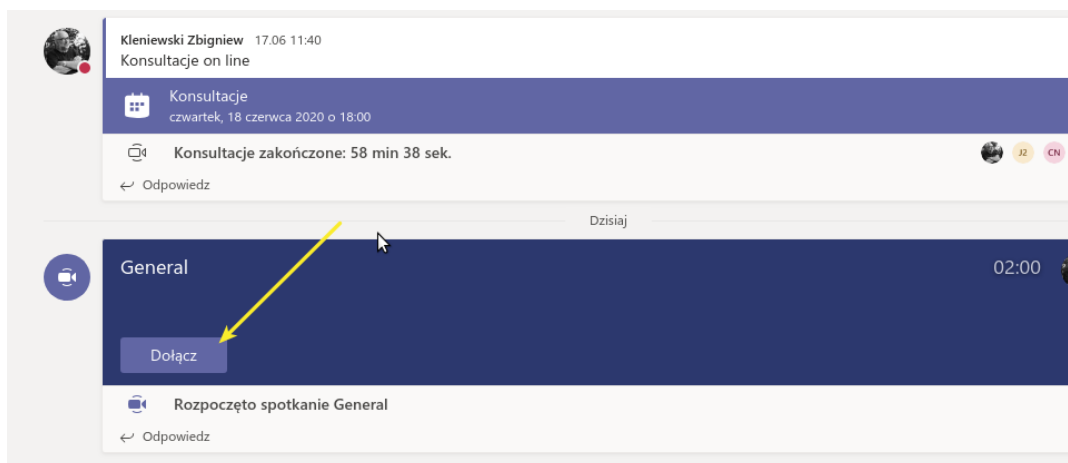 Kleniewski Zbigniew 17.06 11:40
Konsultacje on line
Konsultacje
czwartek, 18 czerwca 2020 o 18:00
Konsultacje zakończone: 58 min 38 sek.
J2 CN
Odpowiedz
Dzisiaj
General 02:00
Dołącz
Rozpoczęto spotkanie General
Odpowiedz